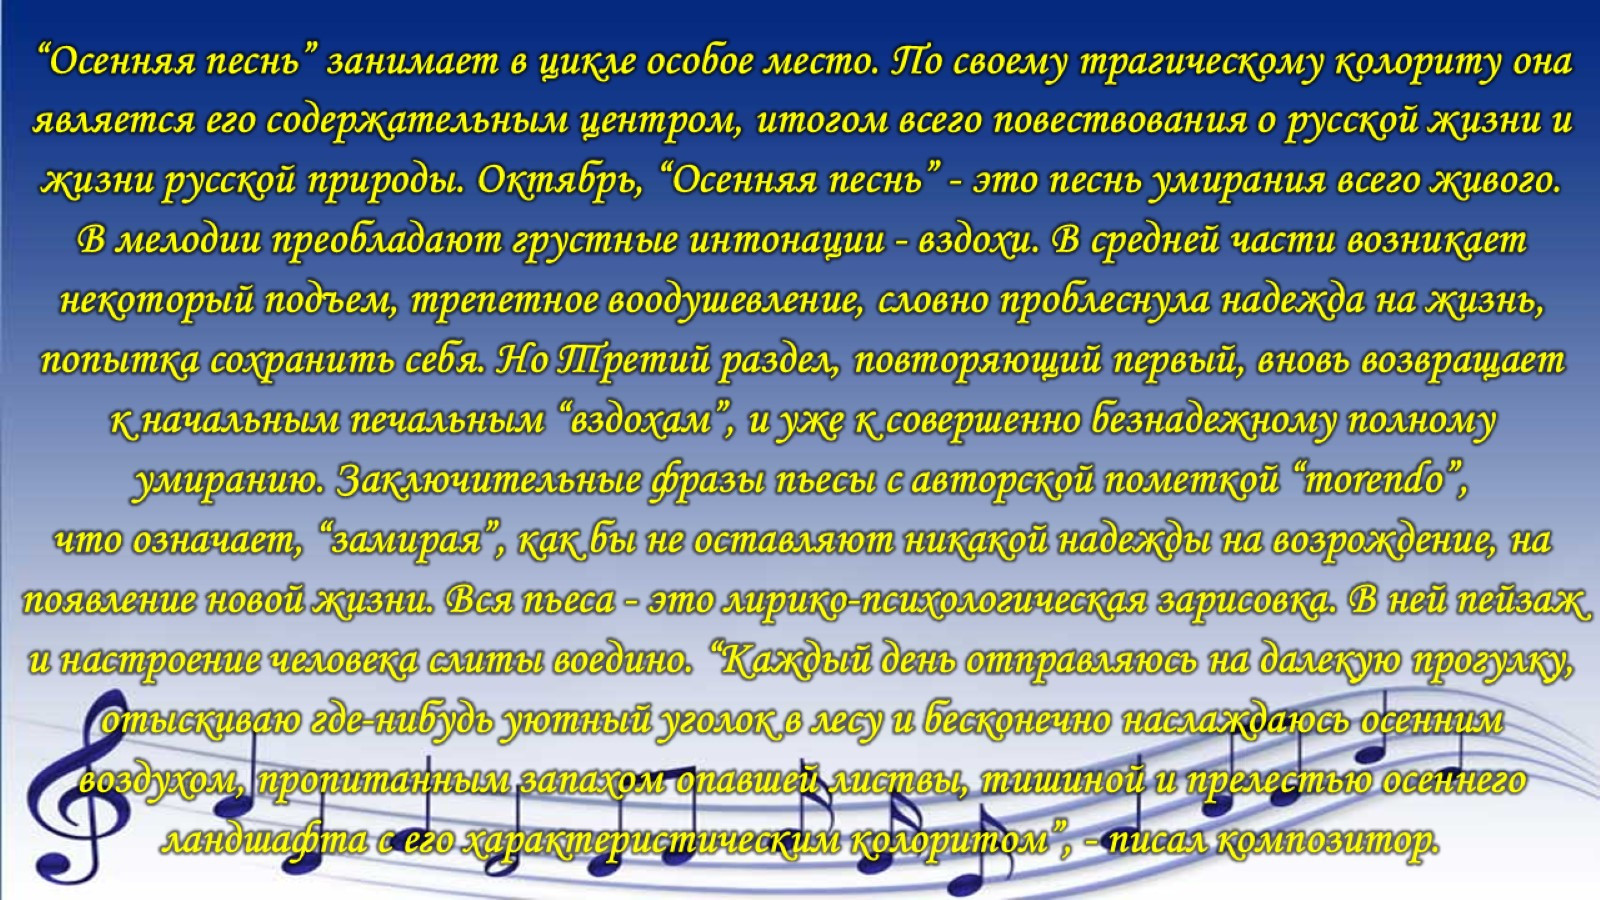 “Осенняя песнь” занимает в цикле особое место. По своему трагическому колориту она
является его содержательным центром, итогом всего повествования о русской жизни и
жизни русской природы. Октябрь, “Осенняя песнь” - это песнь умирания всего живого.
В мелодии преобладают грустные интонации - вздохи. В средней части возникает
некоторый подъем, трепетное воодушевление, словно проблеснула надежда на жизнь,
попытка сохранить себя. Но Третий раздел, повторяющий первый, вновь возвращает
к начальным печальным “вздохам”, и уже к совершенно безнадежному полному
умиранию. Заключительные фразы пьесы с авторской пометкой “morendo”,
что означает, “замирая”, как бы не оставляют никакой надежды на возрождение, на
появление новой жизни. Вся пьеса - это лирико-психологическая зарисовка. В ней пейзаж
и настроение человека слиты воедино. “Каждый день отправляюсь на далекую прогулку,
отыскиваю где-нибудь уютный уголок в лесу и бесконечно наслаждаюсь осенним
воздухом, пропитанным запахом опавшей листвы, тишиной и прелестью осеннего
ландшафта с его характеристическим колоритом”, - писал композитор.